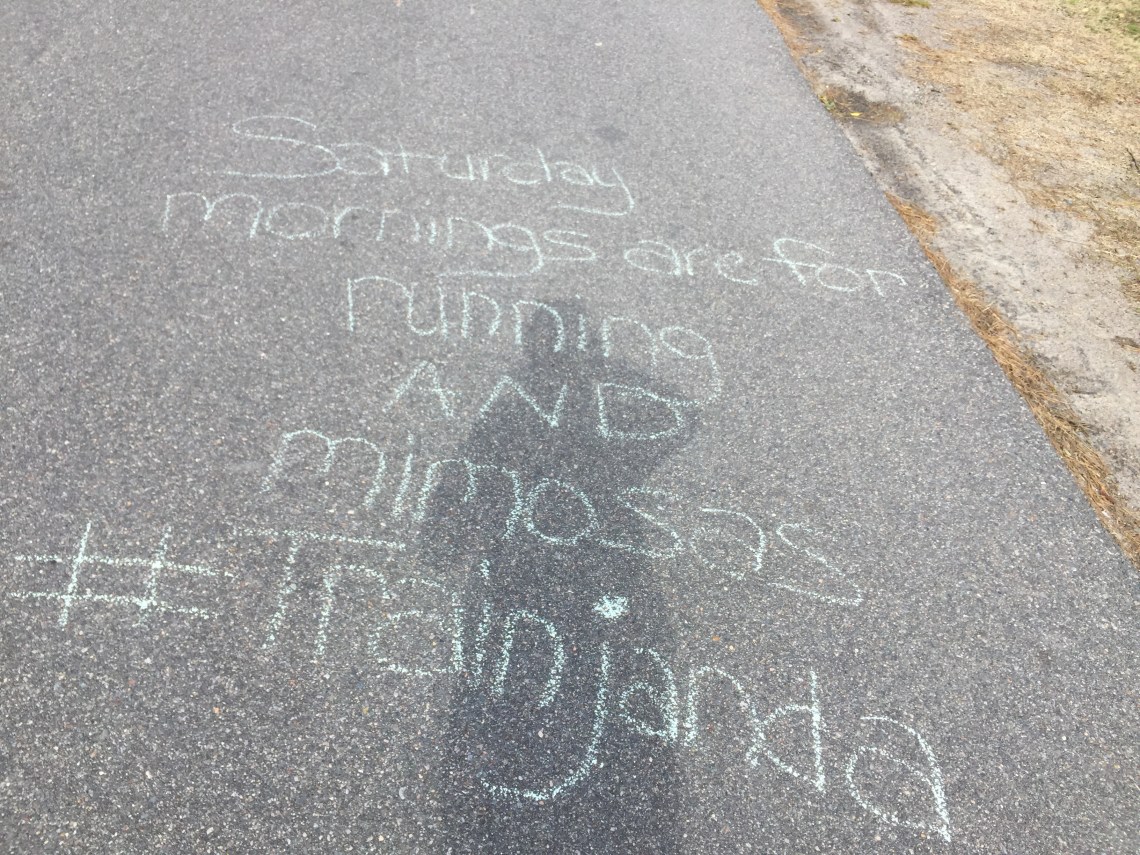 Saturday
mornings are for
running
AND
mimosas
#Trainjanda